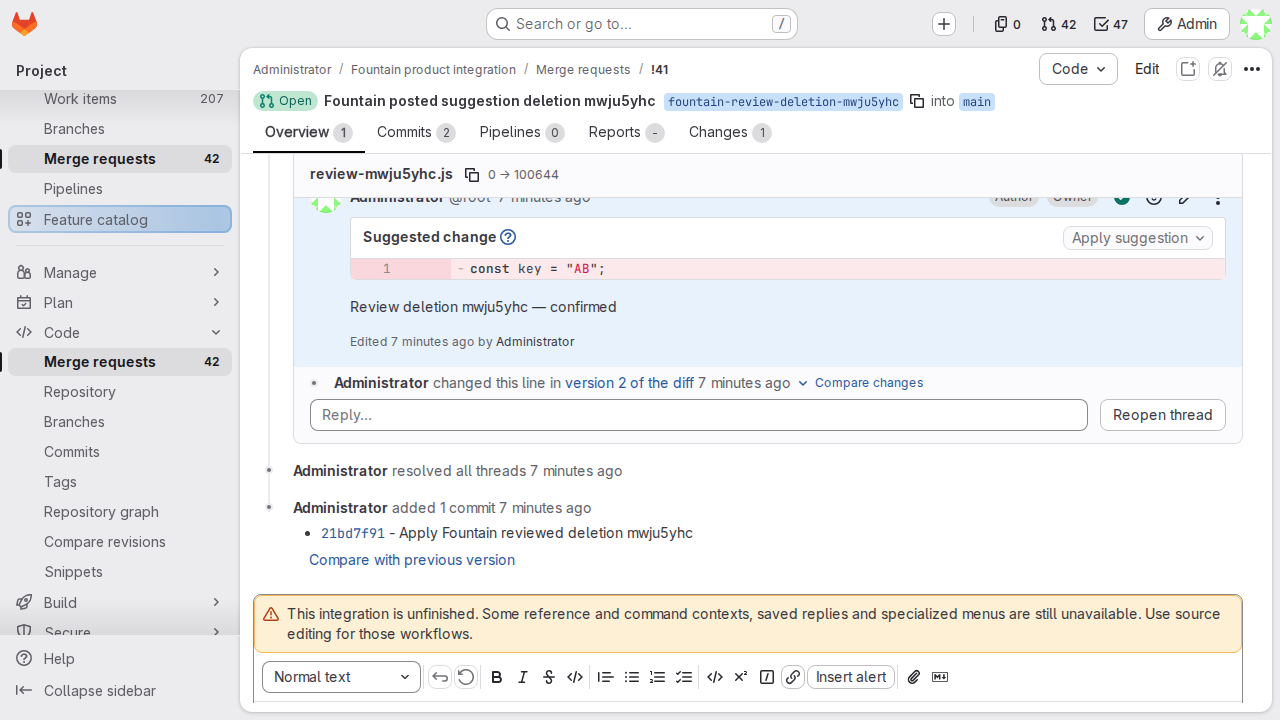 Search or go to...
/
0
42
47
Admin
Project
Work items
207
Branches
Merge requests
42
Pipelines
Feature catalog
Manage
Plan
Code
Merge requests
42
Repository
Branches
Commits
Tags
Repository graph
Compare revisions
Snippets
Build
Secure
Help
Collapse sidebar
Administrator / Fountain product integration / Merge requests / !41
Code
Edit
Open
Fountain posted suggestion deletion mwju5yhc
fountain-review-deletion-mwju5yhc
into
main
Overview 1
Commits 2
Pipelines 0
Reports -
Changes 1
review-mwju5yhc.js
0 → 100644
Administrator @root 7 minutes ago
Author
Owner
Suggested change
Apply suggestion
1
- const key = "AB";
Review deletion mwju5yhc — confirmed
Edited 7 minutes ago by Administrator
Administrator changed this line in version 2 of the diff 7 minutes ago
Compare changes
Reply…
Reopen thread
Administrator resolved all threads 7 minutes ago
Administrator added 1 commit 7 minutes ago
21bd7f91 - Apply Fountain reviewed deletion mwju5yhc
Compare with previous version
This integration is unfinished. Some reference and command contexts, saved replies and specialized menus are still unavailable. Use source
editing for those workflows.
Normal text
Insert alert